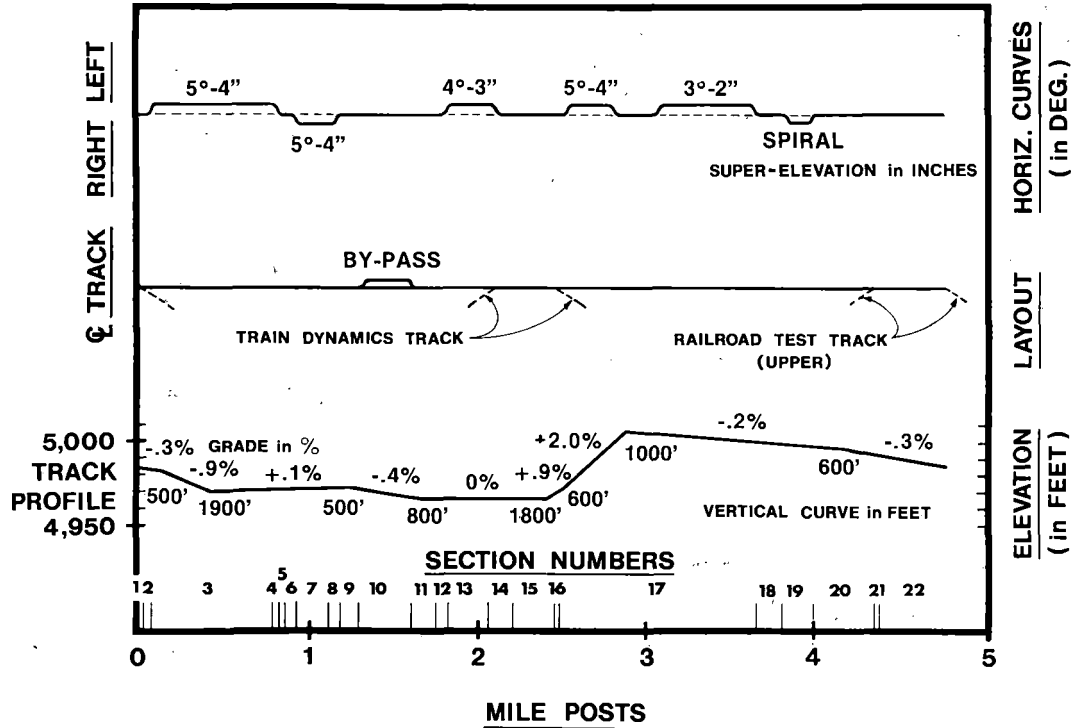 LEFT
RIGHT
℄ TRACK
5°-4"
5°-4"
4°-3"
5°-4"
3°-2"
SPIRAL
SUPER-ELEVATION in INCHES
HORIZ. CURVES
(in DEG.)
BY-PASS
TRAIN DYNAMICS TRACK
RAILROAD TEST TRACK
(UPPER)
LAYOUT
5,000
TRACK
PROFILE
4,950
-.3% GRADE in %
-.9% +.1% -.4% 0% +.9% +2.0% -.2% -.3%
500' 1900' 500' 800' 1800' 600' 1000' 600'
VERTICAL CURVE in FEET
ELEVATION
(in FEET)
SECTION NUMBERS
1 2 3 4 5 6 7 8 9 10 11 12 13 14 15 16 17 18 19 20 21 22
0 1 2 3 4 5
MILE POSTS